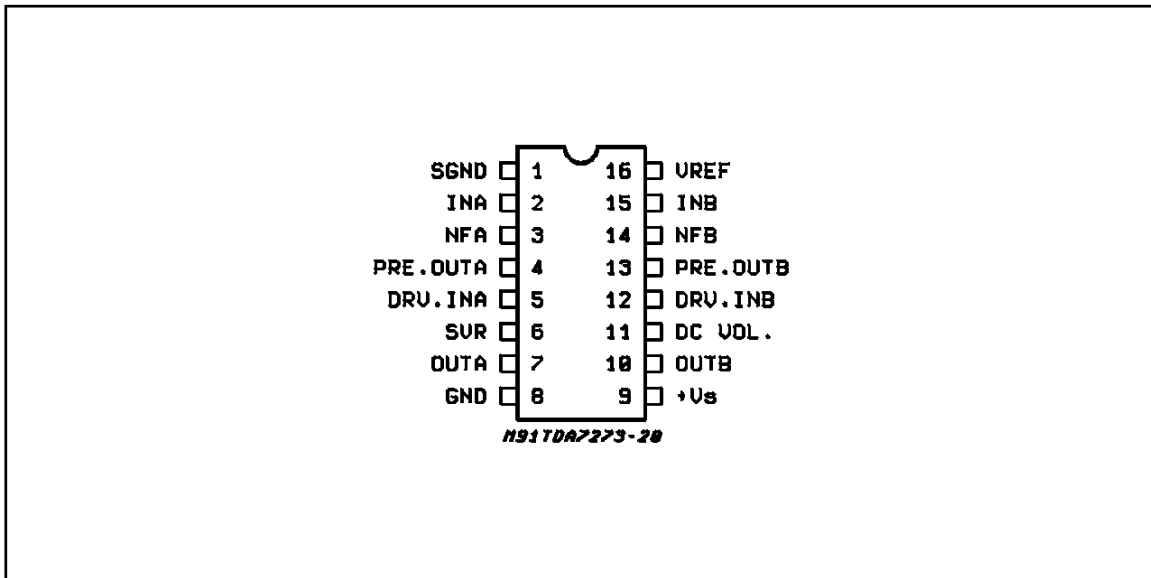 SGND 1 16 VREF
INA 2 15 INB
NFA 3 14 NFB
PRE.OUTA 4 13 PRE.OUTB
DRV.INA 5 12 DRV.INB
SVR 6 11 DC VOL.
OUTA 7 10 OUTB
GND 8 9 +Vs
M91TDA7273-20